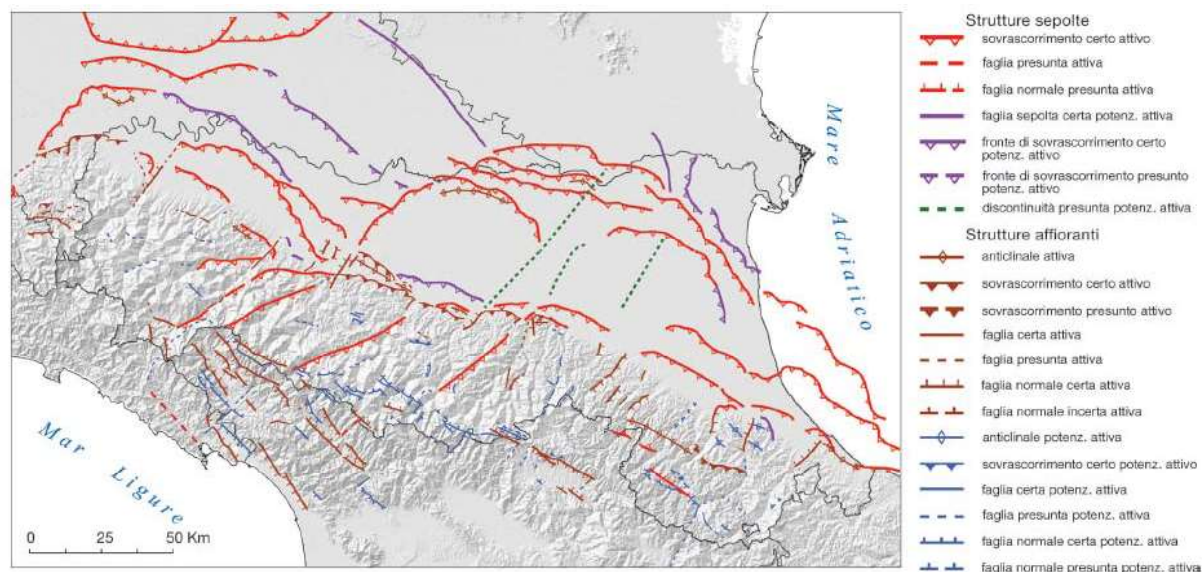 Mare
Adriatico
Mar Ligure
0 25 50 Km
Strutture sepolte
sovrascorrimento certo attivo
faglia presunta attiva
faglia normale presunta attiva
faglia sepolta certa potenz. attiva
fronte di sovrascorrimento certo
potenz. attivo
fronte di sovrascorrimento presunto
potenz. attivo
discontinuità presunta potenz. attiva
Strutture affioranti
anticlinale attiva
sovrascorrimento certo attivo
sovrascorrimento presunto attivo
faglia certa attiva
faglia presunta attiva
faglia normale certa attiva
faglia normale incerta attiva
anticlinale potenz. attiva
sovrascorrimento certo potenz. attivo
faglia certa potenz. attiva
faglia presunta potenz. attiva
faglia normale certa potenz. attiva
faglia normale presunta potenz. attiva